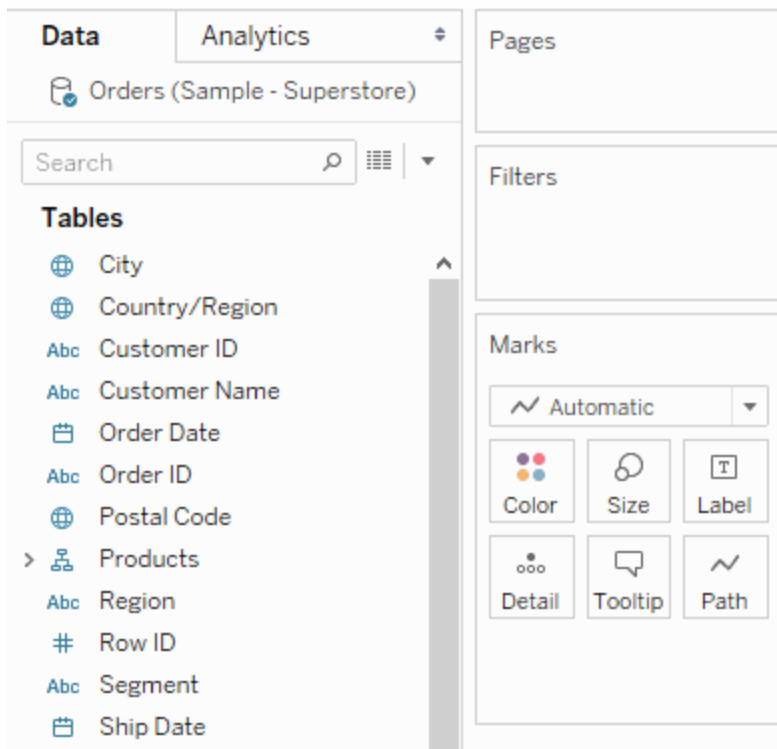 Data
Analytics
Orders (Sample - Superstore)
Search
Tables
City
Country/Region
Abc Customer ID
Abc Customer Name
Order Date
Abc Order ID
Postal Code
Products
Abc Region
# Row ID
Abc Segment
Ship Date
Pages
Filters
Marks
Automatic
Color Size T Label
Detail Tooltip Path